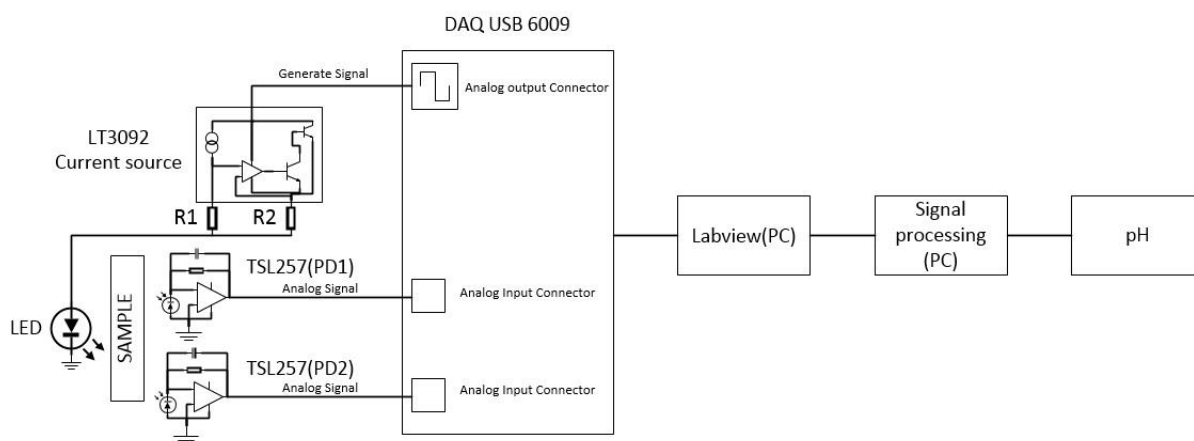 DAQ USB 6009
Generate Signal
Analog output Connector
LT3092
Current source
R1
R2
TSL257(PD1)
Analog Signal
Analog Input Connector
LED
SAMPLE
TSL257(PD2)
Analog Signal
Analog Input Connector
Labview(PC)
Signal
processing
(PC)
pH